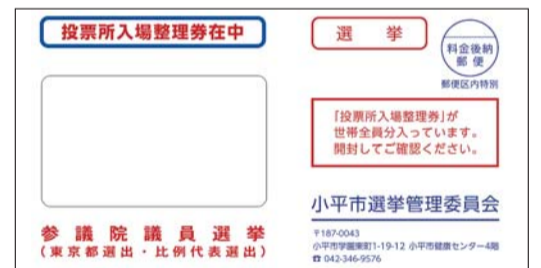 投票所入場整理券在中
選 挙
料金後納
郵 便
郵便区内特別
「投票所入場整理券」が
世帯全員分入っています。
開封してご確認ください。
小平市選挙管理委員会
参議院議員選挙
(東京都選出・比例代表選出)
〒187-0043
小平市学園東町1-19-12 小平市健康センター4階
☎ 042-346-9576